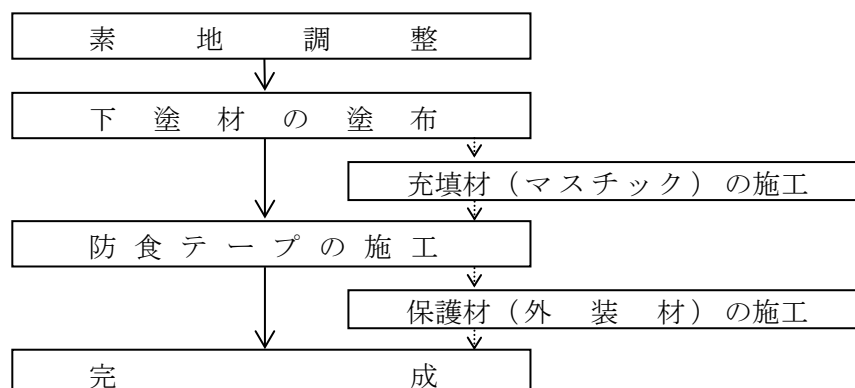 素地調整
下塗材の塗布
充填材（マスチック）の施工
防食テープの施工
保護材（外装材）の施工
完成